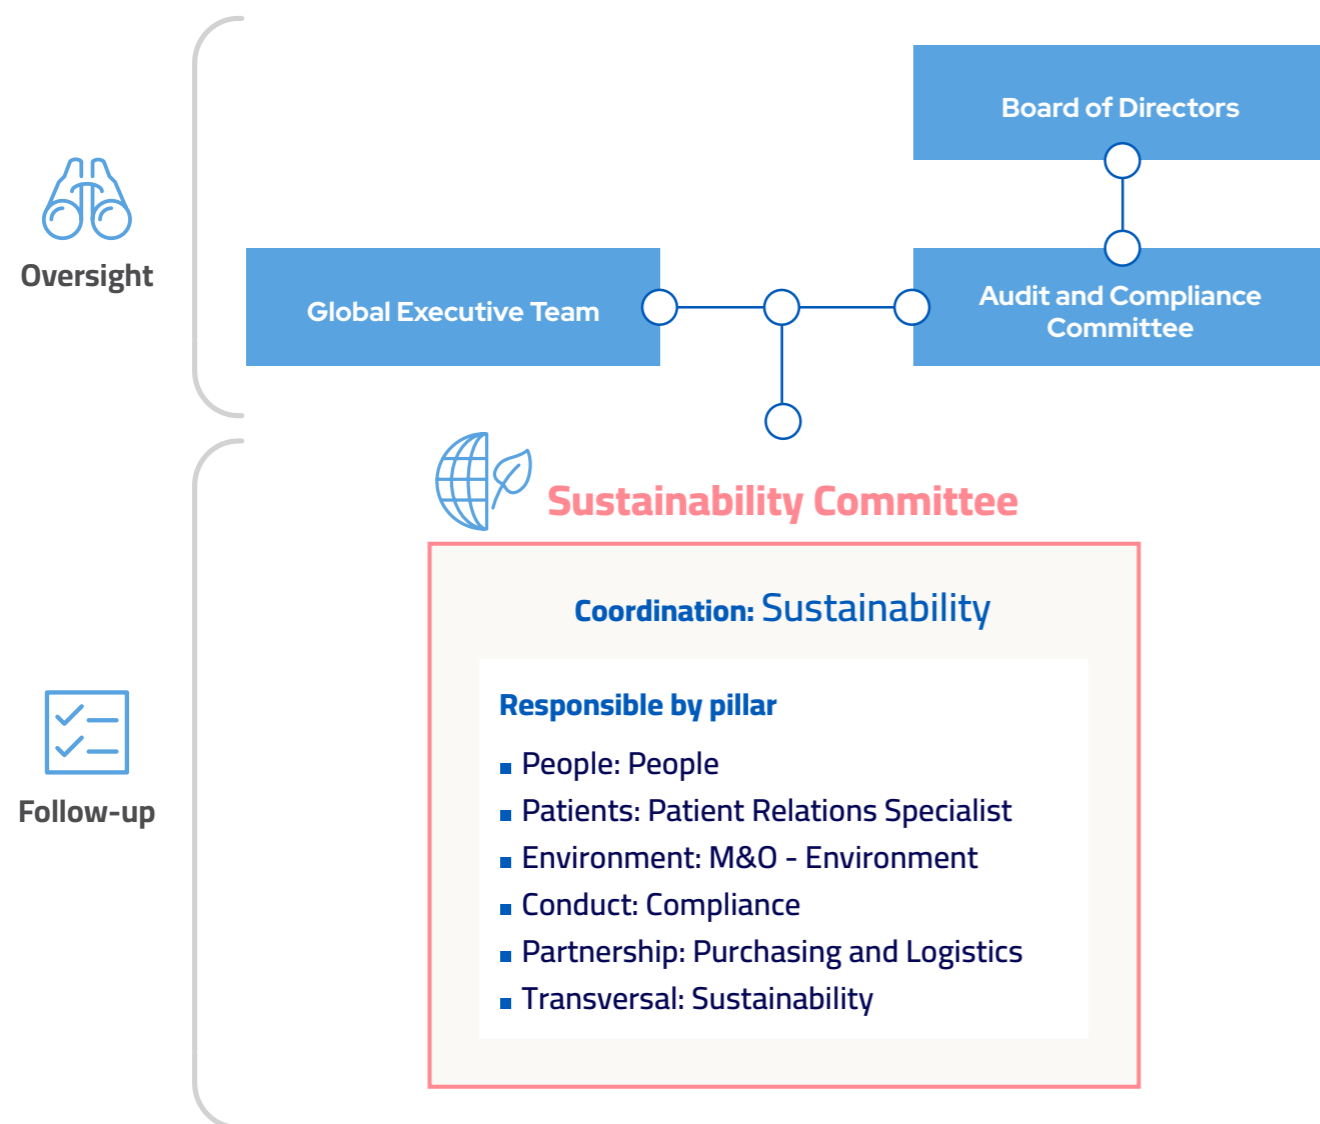 Board of Directors
Oversight
Global Executive Team
Audit and Compliance
Committee
Sustainability Committee
Coordination: Sustainability
Responsible by pillar
People: People
Patients: Patient Relations Specialist
Environment: M&O - Environment
Conduct: Compliance
Partnership: Purchasing and Logistics
Transversal: Sustainability
Follow-up